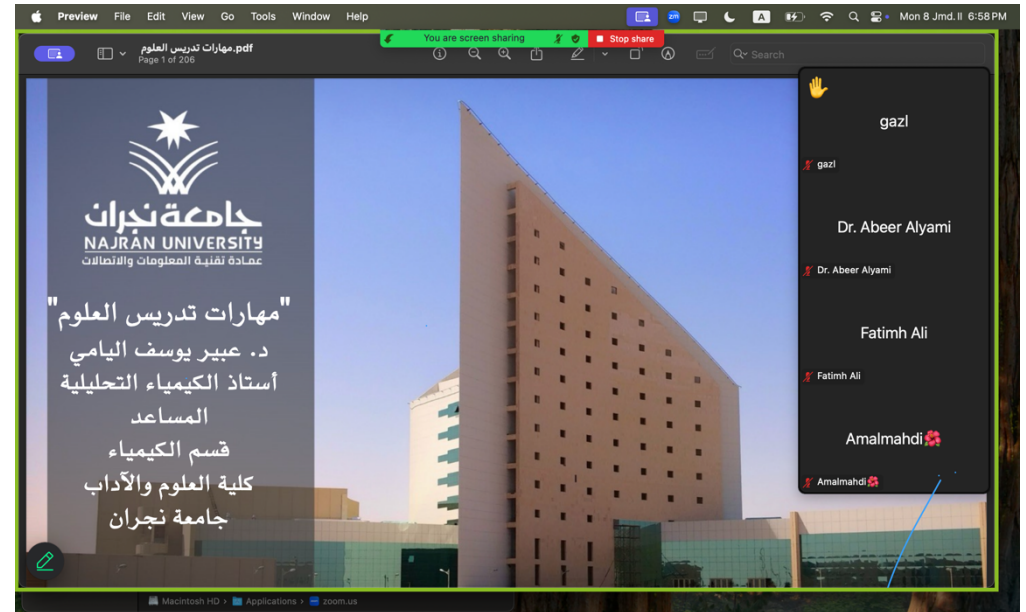 Preview File Edit View Go Tools Window Help
zm
A
Mon 8 Jmd. II 6:58 PM
You are screen sharing
Stop share
مهارات تدريس العلوم.pdf
Page 1 of 206
Search
جامعة نجران
NAJRAN UNIVERSITY
عمادة تقنية المعلومات والاتصالات
"مهارات تدريس العلوم"
د. عبير يوسف اليامي
أستاذ الكيمياء التحليلية
المساعد
قسم الكيمياء
كلية العلوم والآداب
جامعة نجران
gazl
gazl
Dr. Abeer Alyami
Dr. Abeer Alyami
Fatimh Ali
Fatimh Ali
Amalmahdi🌺
Amalmahdi🌺
Macintosh HD › Applications › zoom.us